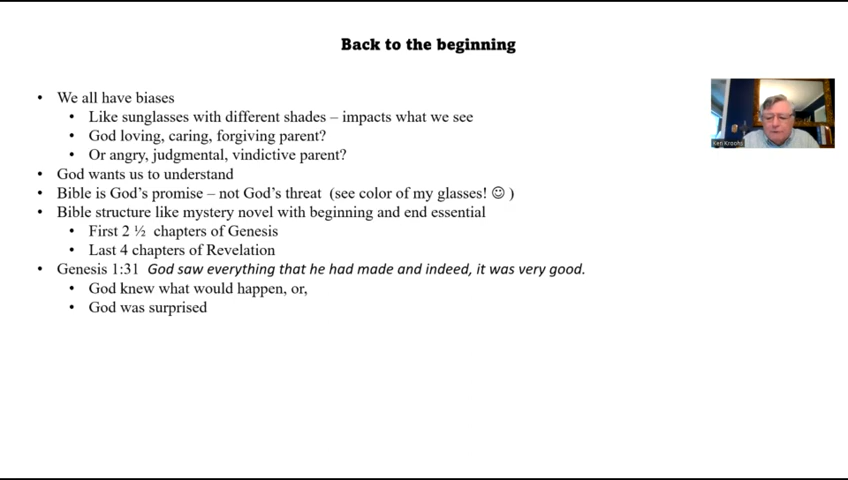 Back to the beginning
• We all have biases
• Like sunglasses with different shades – impacts what we see
• God loving, caring, forgiving parent?
• Or angry, judgmental, vindictive parent?
• God wants us to understand
• Bible is God's promise – not God's threat (see color of my glasses! ☺ )
• Bible structure like mystery novel with beginning and end essential
• First 2 ½ chapters of Genesis
• Last 4 chapters of Revelation
• Genesis 1:31 God saw everything that he had made and indeed, it was very good.
• God knew what would happen, or,
• God was surprised